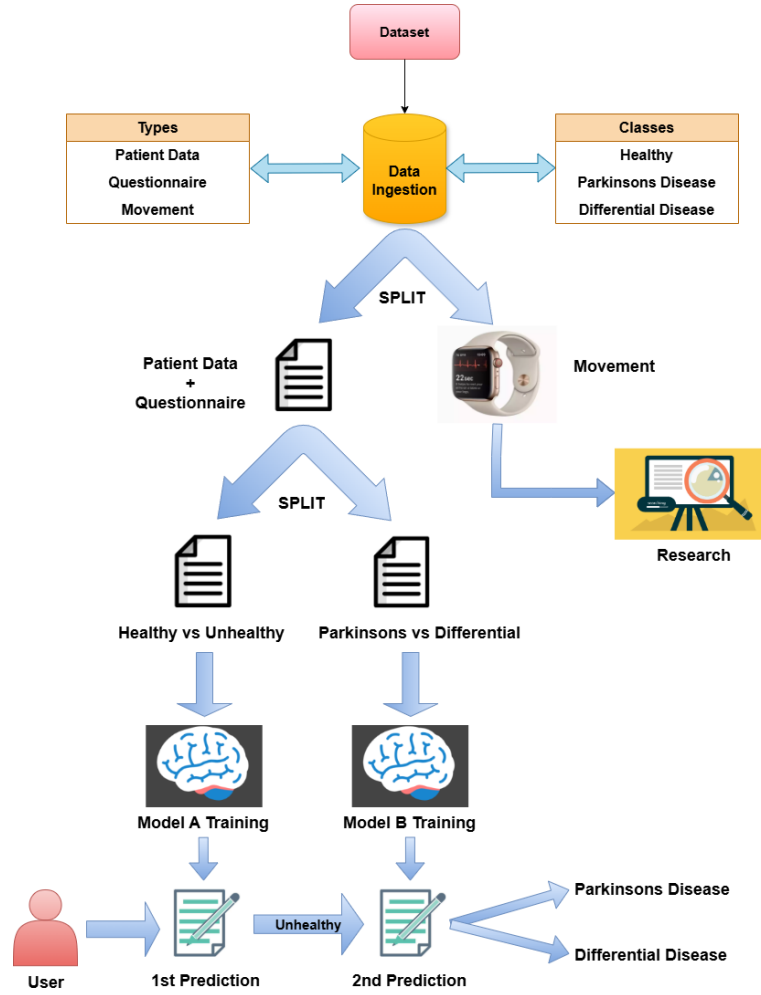 Dataset
Types
Patient Data
Questionnaire
Movement
Data
Ingestion
Classes
Healthy
Parkinsons Disease
Differential Disease
SPLIT
Patient Data
+
Questionnaire
22SEC
Movement
SPLIT
Research
Healthy vs Unhealthy
Parkinsons vs Differential
Model A Training
Model B Training
User
1st Prediction
Unhealthy
2nd Prediction
Parkinsons Disease
Differential Disease